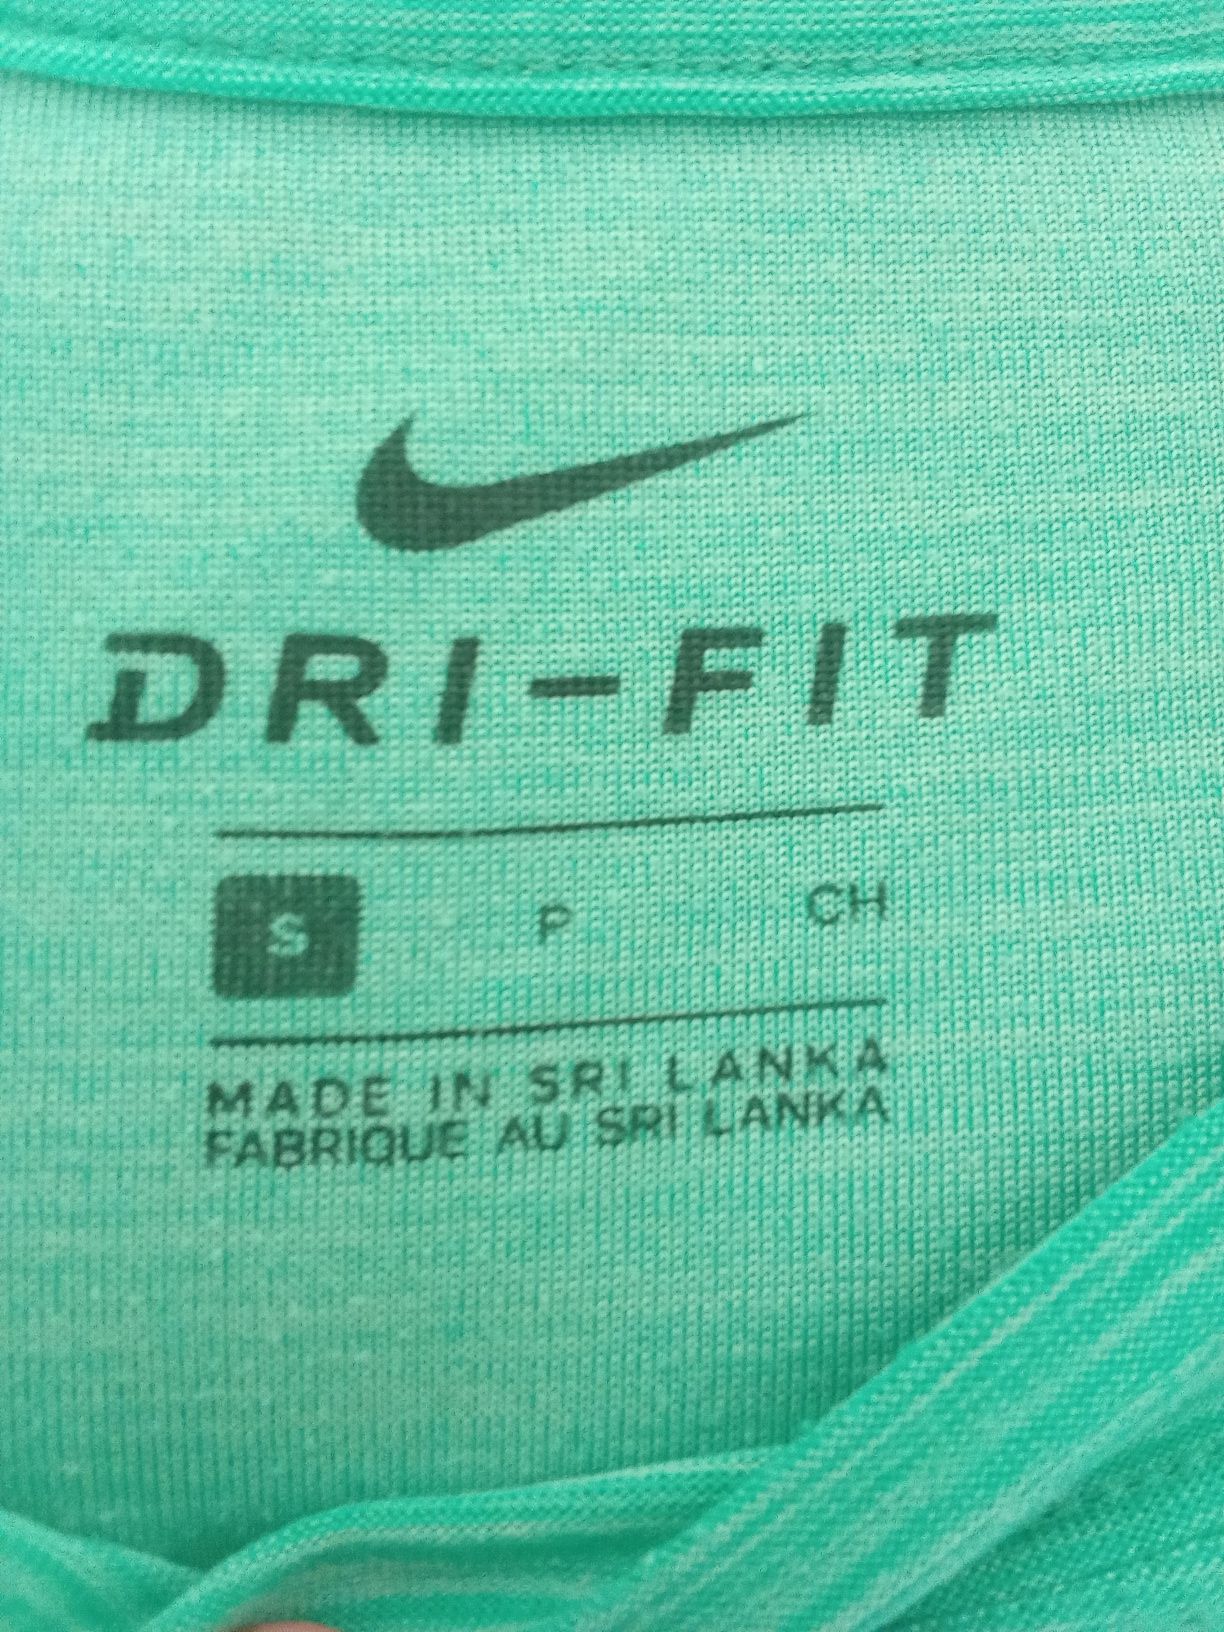 DRI-FIT
S P CH
MADE IN SRI LANKA
FABRIQUE AU SRI LANKA